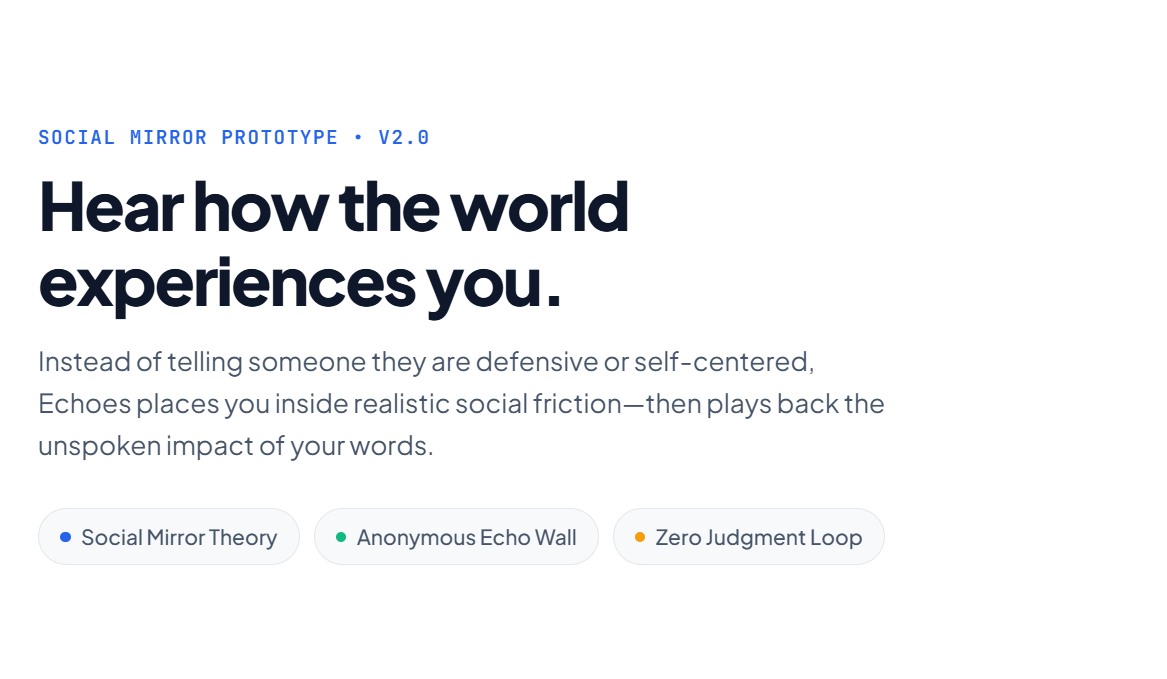 SOCIAL MIRROR PROTOTYPE • V2.0
Hear how the world
experiences you.
Instead of telling someone they are defensive or self-centered,
Echoes places you inside realistic social friction—then plays back the
unspoken impact of your words.
Social Mirror Theory
Anonymous Echo Wall
Zero Judgment Loop